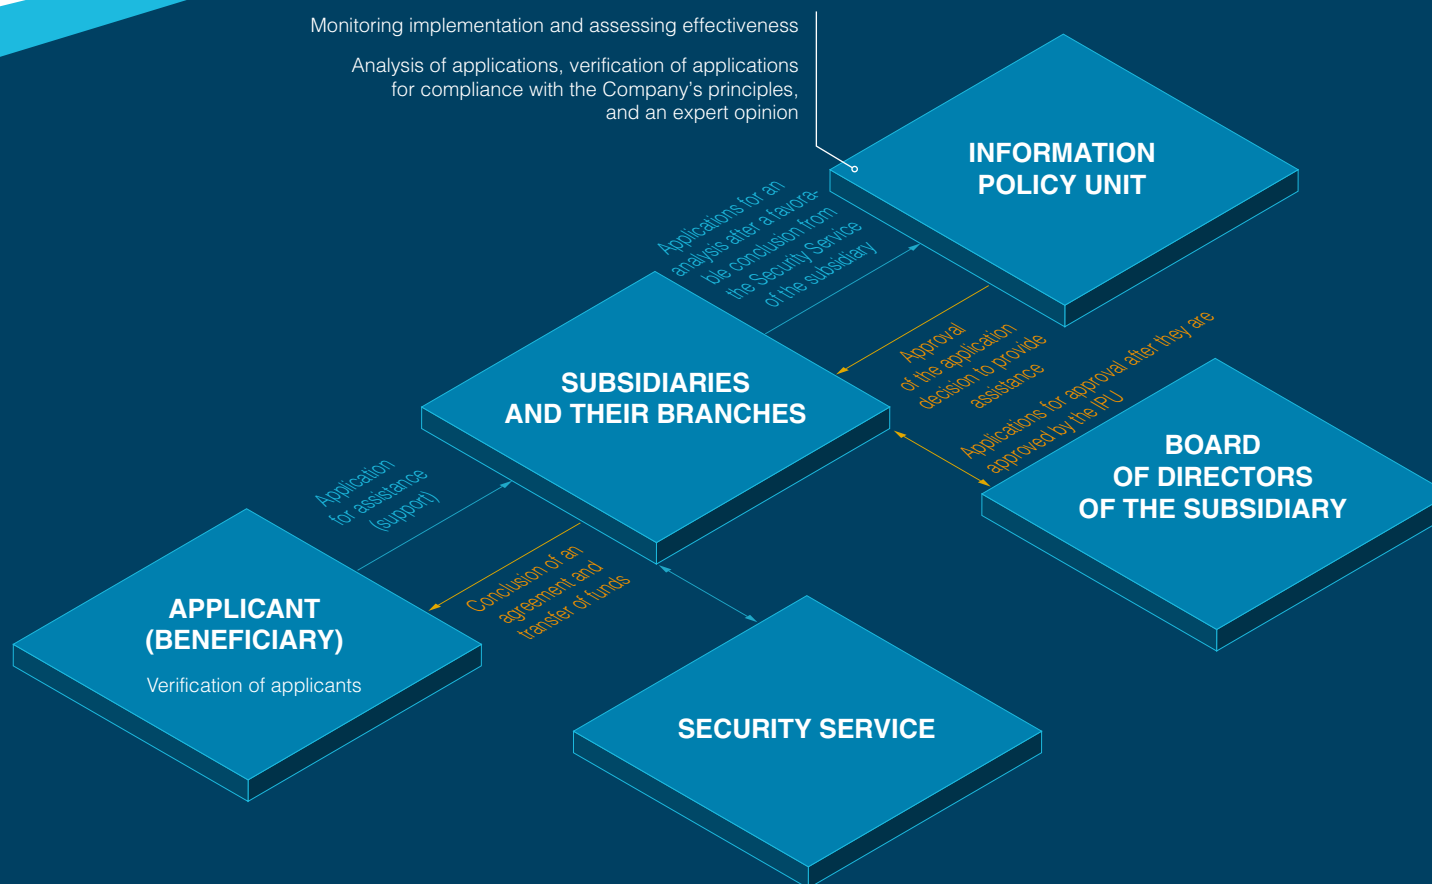 Monitoring implementation and assessing effectiveness
Analysis of applications, verification of applications
for compliance with the Company's principles,
and an expert opinion
INFORMATION
POLICY UNIT
Applications for an
analysis after a favora-
ble conclusion from
the Security Service
of the subsidiary
Approval
of the application
decision to provide
assistance
SUBSIDIARIES
AND THEIR BRANCHES
Applications for approval after they are
approved by the IPU
BOARD
OF DIRECTORS
OF THE SUBSIDIARY
Application
for assistance
(support)
Conclusion of an
agreement and
transfer of funds
APPLICANT
(BENEFICIARY)
Verification of applicants
SECURITY SERVICE